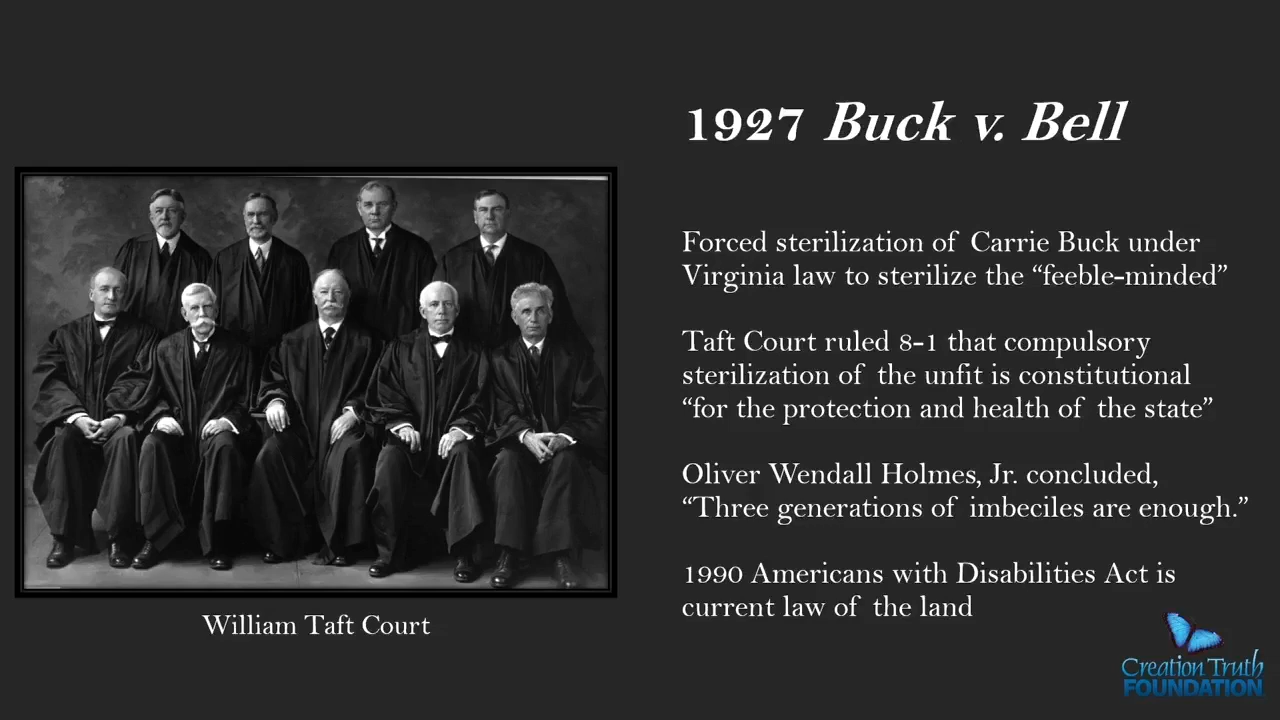 1927 Buck v. Bell
Forced sterilization of Carrie Buck under
Virginia law to sterilize the “feeble-minded”
Taft Court ruled 8-1 that compulsory
sterilization of the unfit is constitutional
“for the protection and health of the state”
Oliver Wendall Holmes, Jr. concluded,
“Three generations of imbeciles are enough.”
1990 Americans with Disabilities Act is
current law of the land
William Taft Court
Creation Truth
FOUNDATION